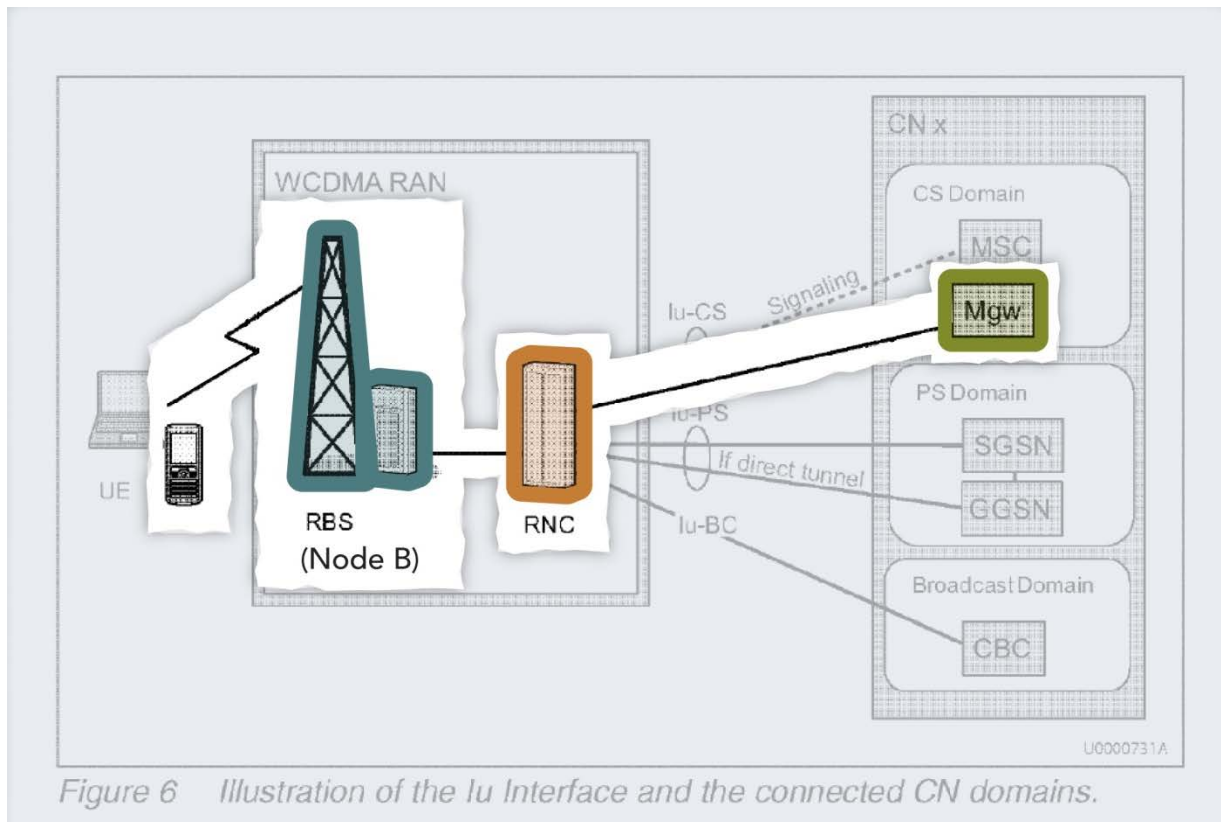 WCDMA RAN
UE
RBS
(Node B)
RNC
Iu-CS
Signaling
Iu-PS
If direct tunnel
Iu-BC
CN x
CS Domain
MSC
Mgw
PS Domain
SGSN
GGSN
Broadcast Domain
CBC
U0000731A
Figure 6 Illustration of the Iu Interface and the connected CN domains.